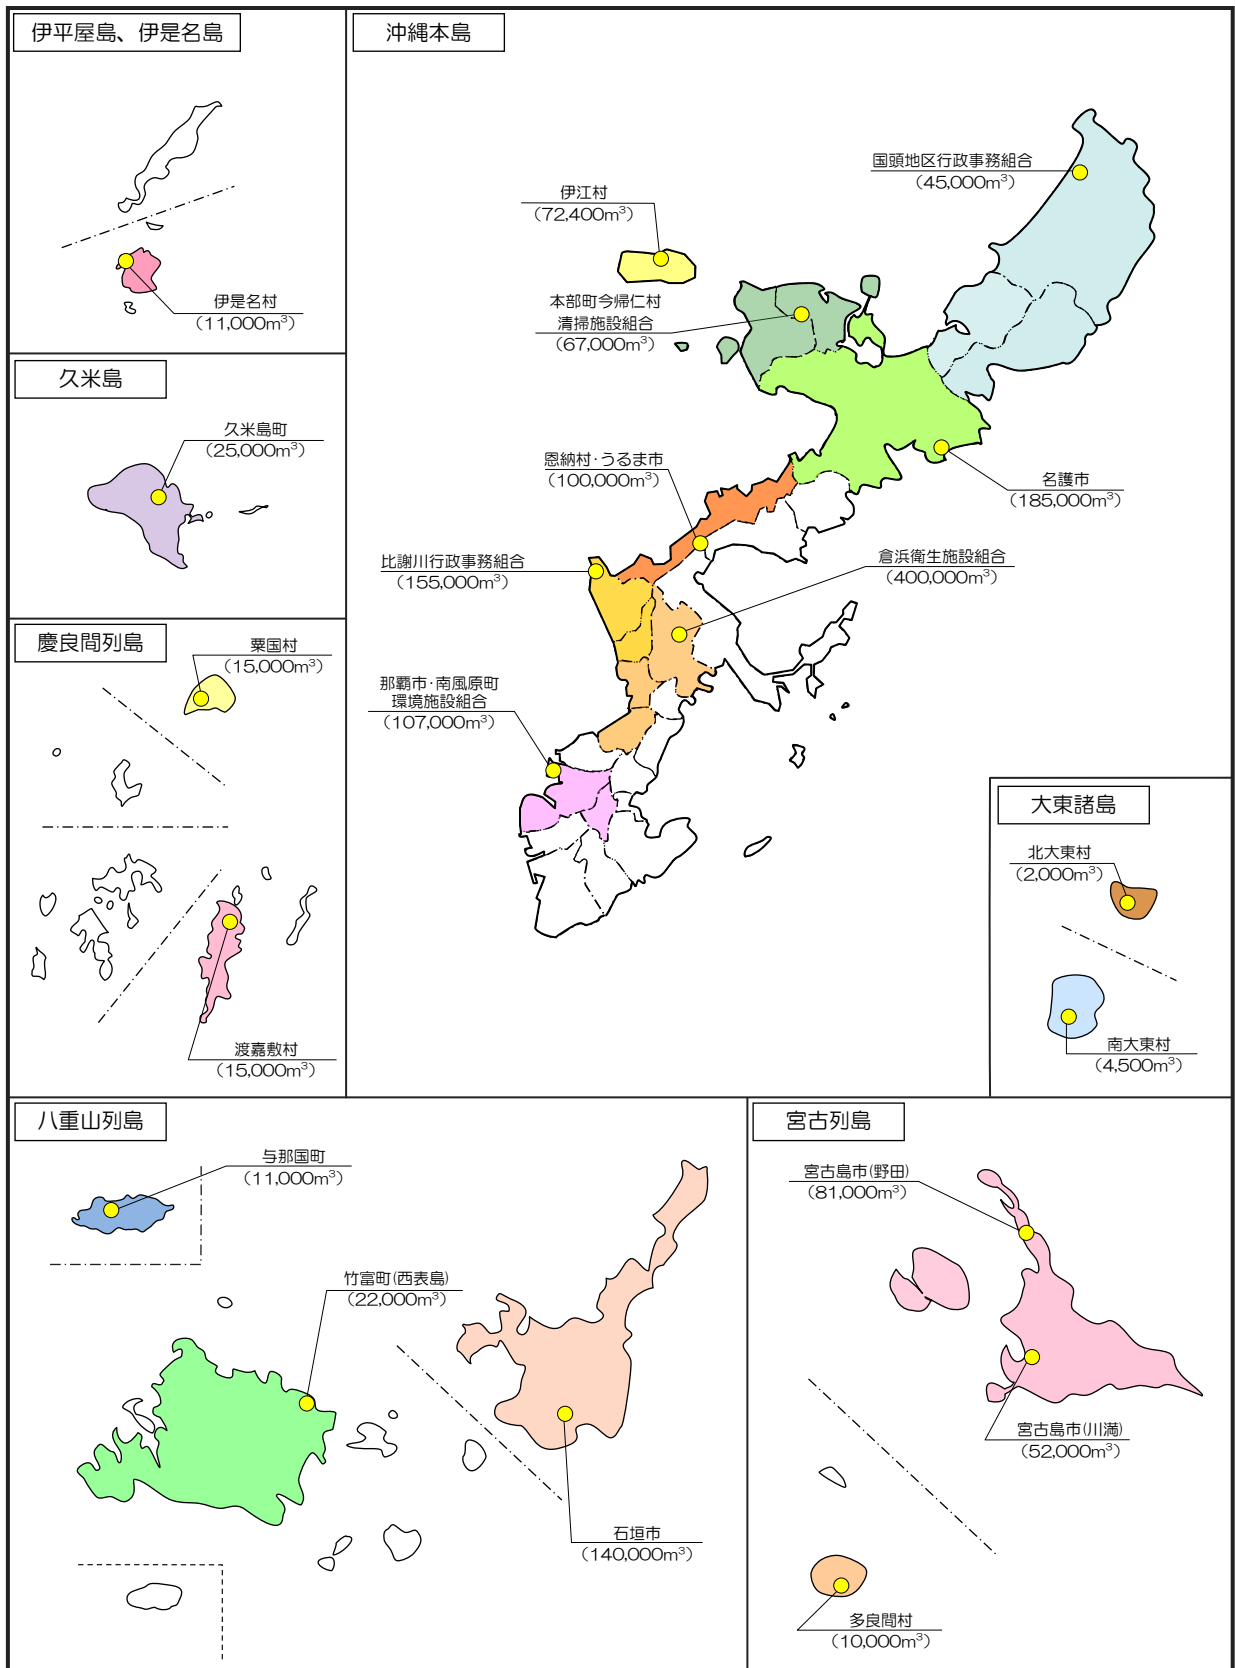 伊平屋島、伊是名島
伊是名村
(11,000m³)
久米島
久米島町
(25,000m³)
慶良間列島
粟国村
(15,000m³)
渡嘉敷村
(15,000m³)
沖縄本島
国頭地区行政事務組合
(45,000m³)
伊江村
(72,400m³)
本部町今帰仁村
清掃施設組合
(67,000m³)
名護市
(185,000m³)
恩納村・うるま市
(100,000m³)
比謝川行政事務組合
(155,000m³)
倉浜衛生施設組合
(400,000m³)
那覇市・南風原町
環境施設組合
(107,000m³)
大東諸島
北大東村
(2,000m³)
南大東村
(4,500m³)
八重山列島
与那国町
(11,000m³)
竹富町(西表島)
(22,000m³)
石垣市
(140,000m³)
宮古列島
宮古島市(野田)
(81,000m³)
宮古島市(川満)
(52,000m³)
多良間村
(10,000m³)